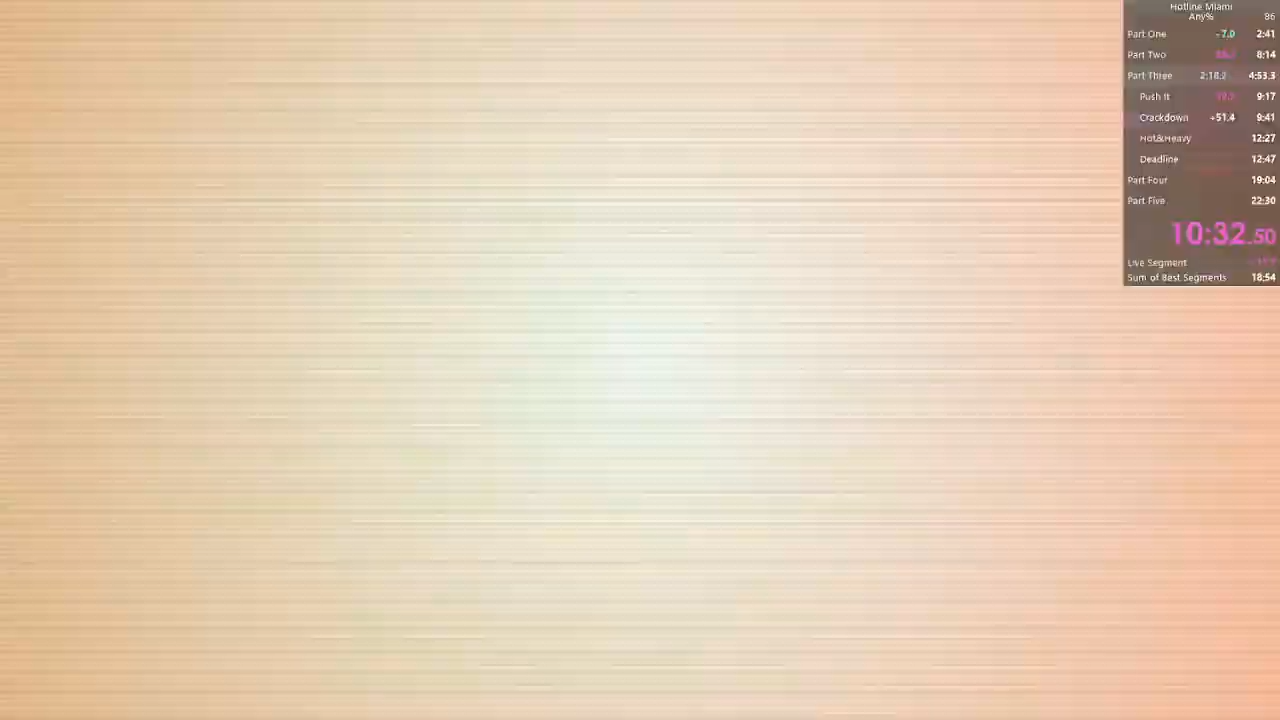 Hotline Miami
Any% 86
Part One -7.0 2:41
Part Two 8:14
Part Three 2:18.2 4:53.3
Push It 9:17
Crackdown +51.4 9:41
Hot&Heavy 12:27
Deadline 12:47
Part Four 19:04
Part Five 22:30
10:32.50
Live Segment
Sum of Best Segments 18:54